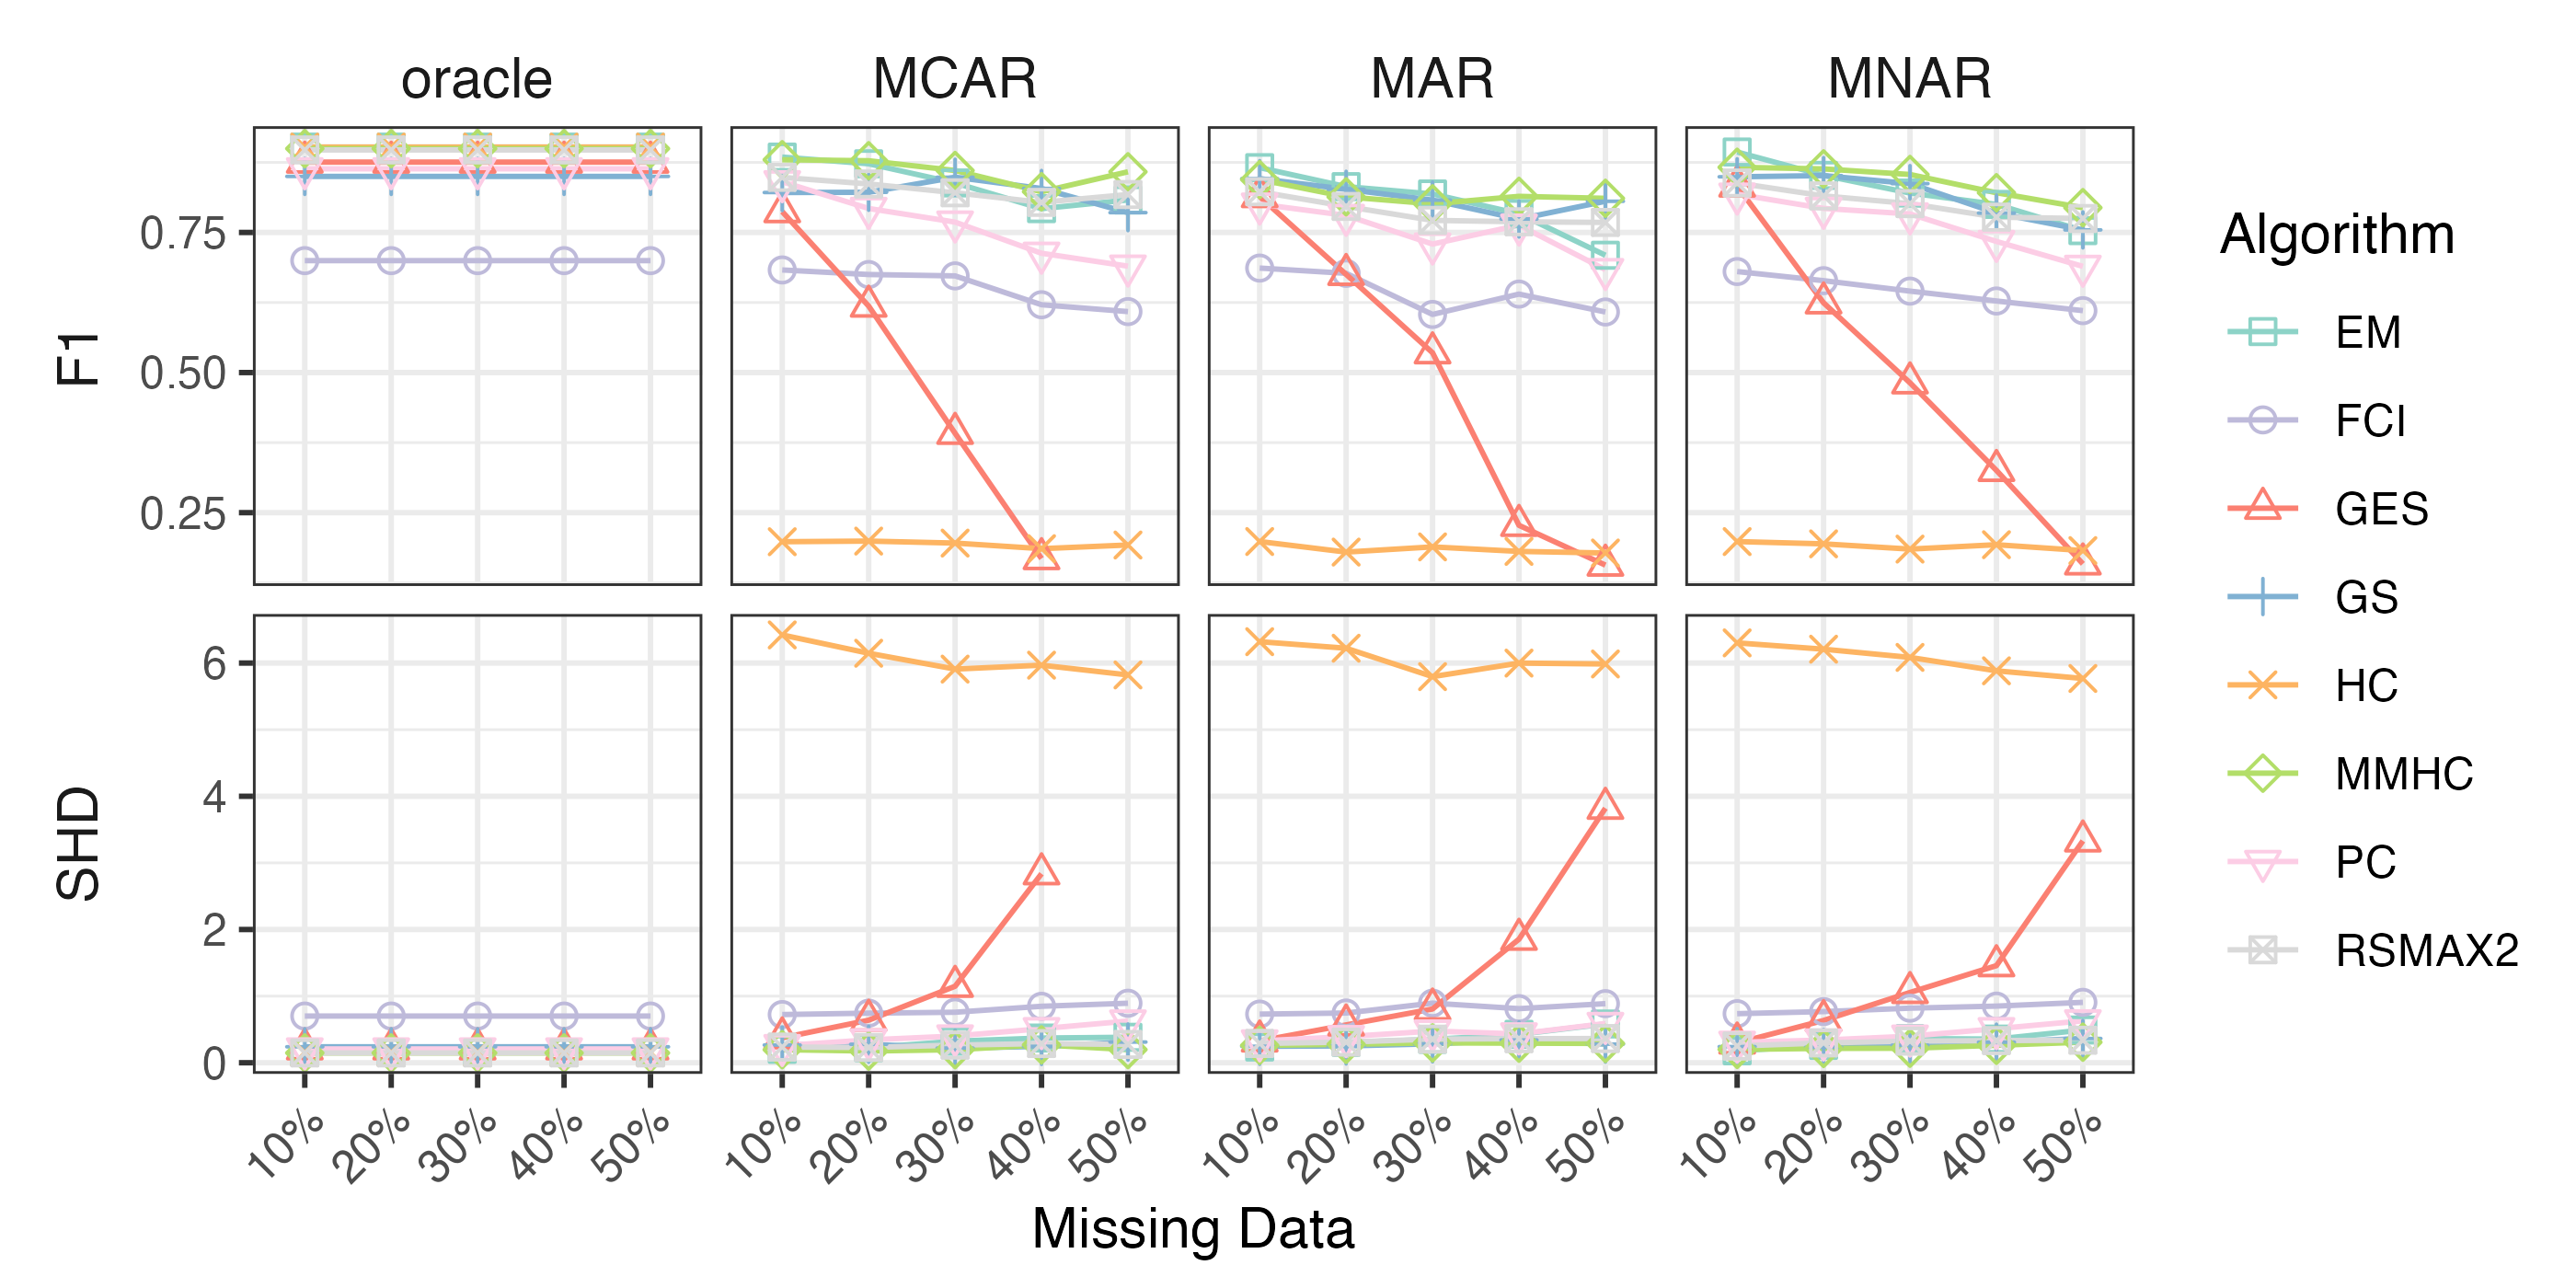 oracle MCAR MAR MNAR
F1
0.75
0.50
0.25
SHD
6
4
2
0
10% 20% 30% 40% 50% 10% 20% 30% 40% 50% 10% 20% 30% 40% 50% 10% 20% 30% 40% 50%
Missing Data
Algorithm
EM
FCI
GES
GS
HC
MMHC
PC
RSMAX2